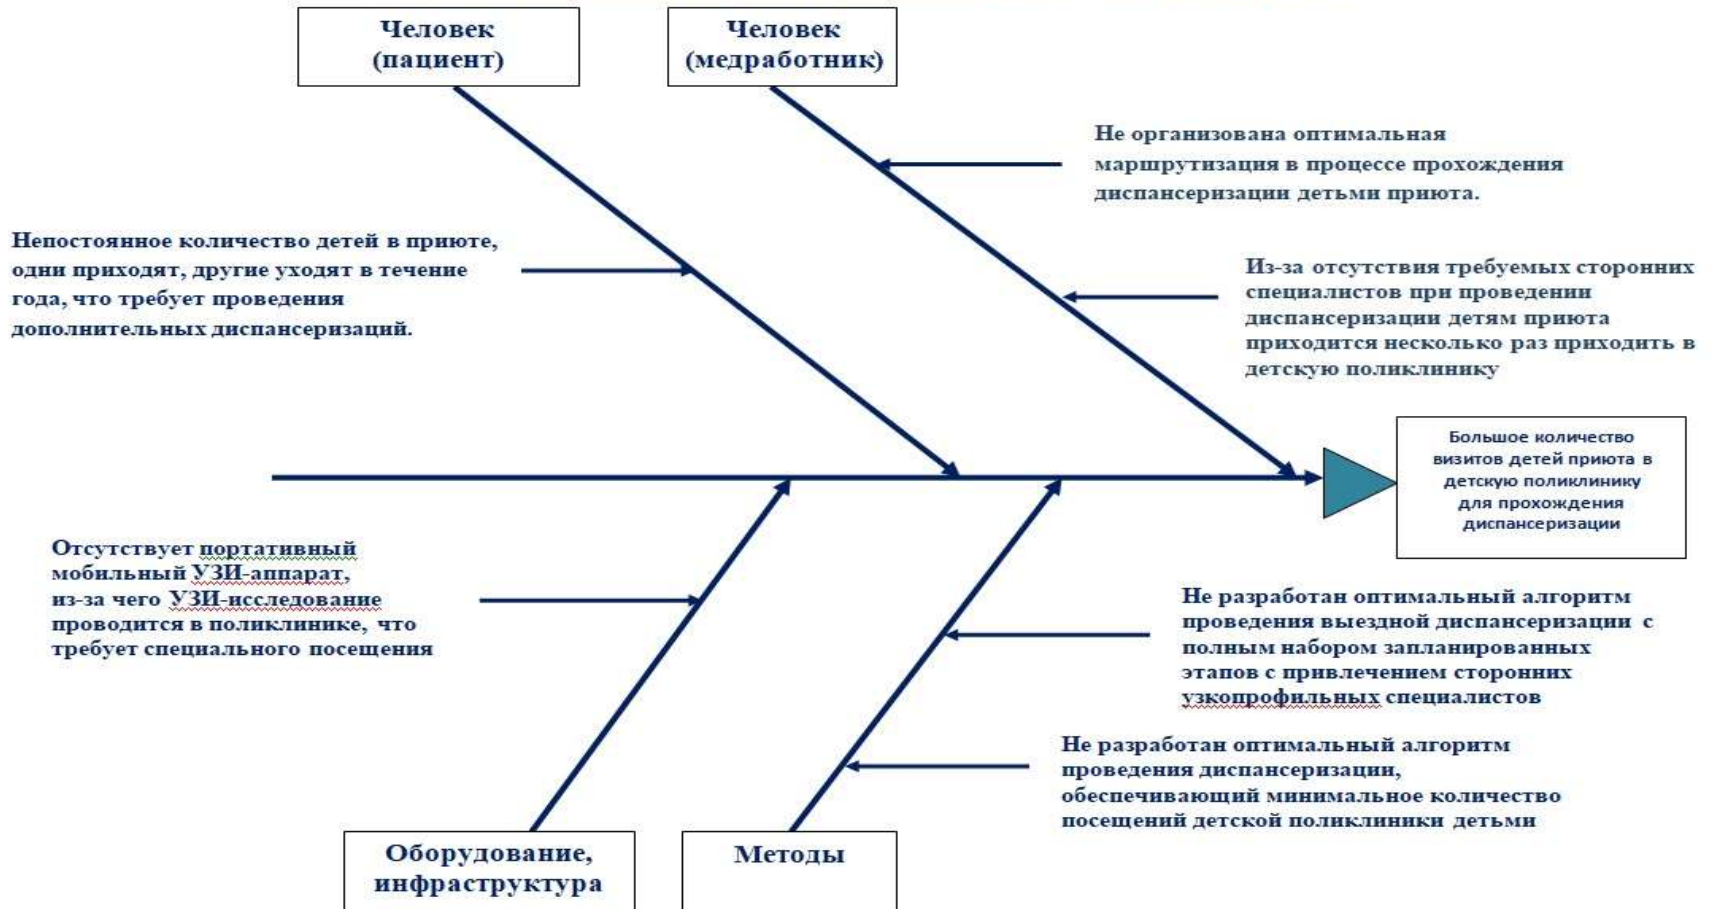 Человек
(пациент)
Человек
(медработник)
Не организована оптимальная
маршрутизация в процессе прохождения
диспансеризации детьми приюта.
Непостоянное количество детей в приюте,
одни приходят, другие уходят в течение
года, что требует проведения
дополнительных диспансеризаций.
Из-за отсутствия требуемых сторонних
специалистов при проведении
диспансеризации детям приюта
приходится несколько раз приходить в
детскую поликлинику
Большое количество
визитов детей приюта в
детскую поликлинику
для прохождения
диспансеризации
Отсутствует портативный
мобильный УЗИ-аппарат,
из-за чего УЗИ-исследование
проводится в поликлинике, что
требует специального посещения
Не разработан оптимальный алгоритм
проведения выездной диспансеризации с
полным набором запланированных
этапов с привлечением сторонних
узкопрофильных специалистов
Не разработан оптимальный алгоритм
проведения диспансеризации,
обеспечивающий минимальное количество
посещений детской поликлиники детьми
Оборудование,
инфраструктура
Методы